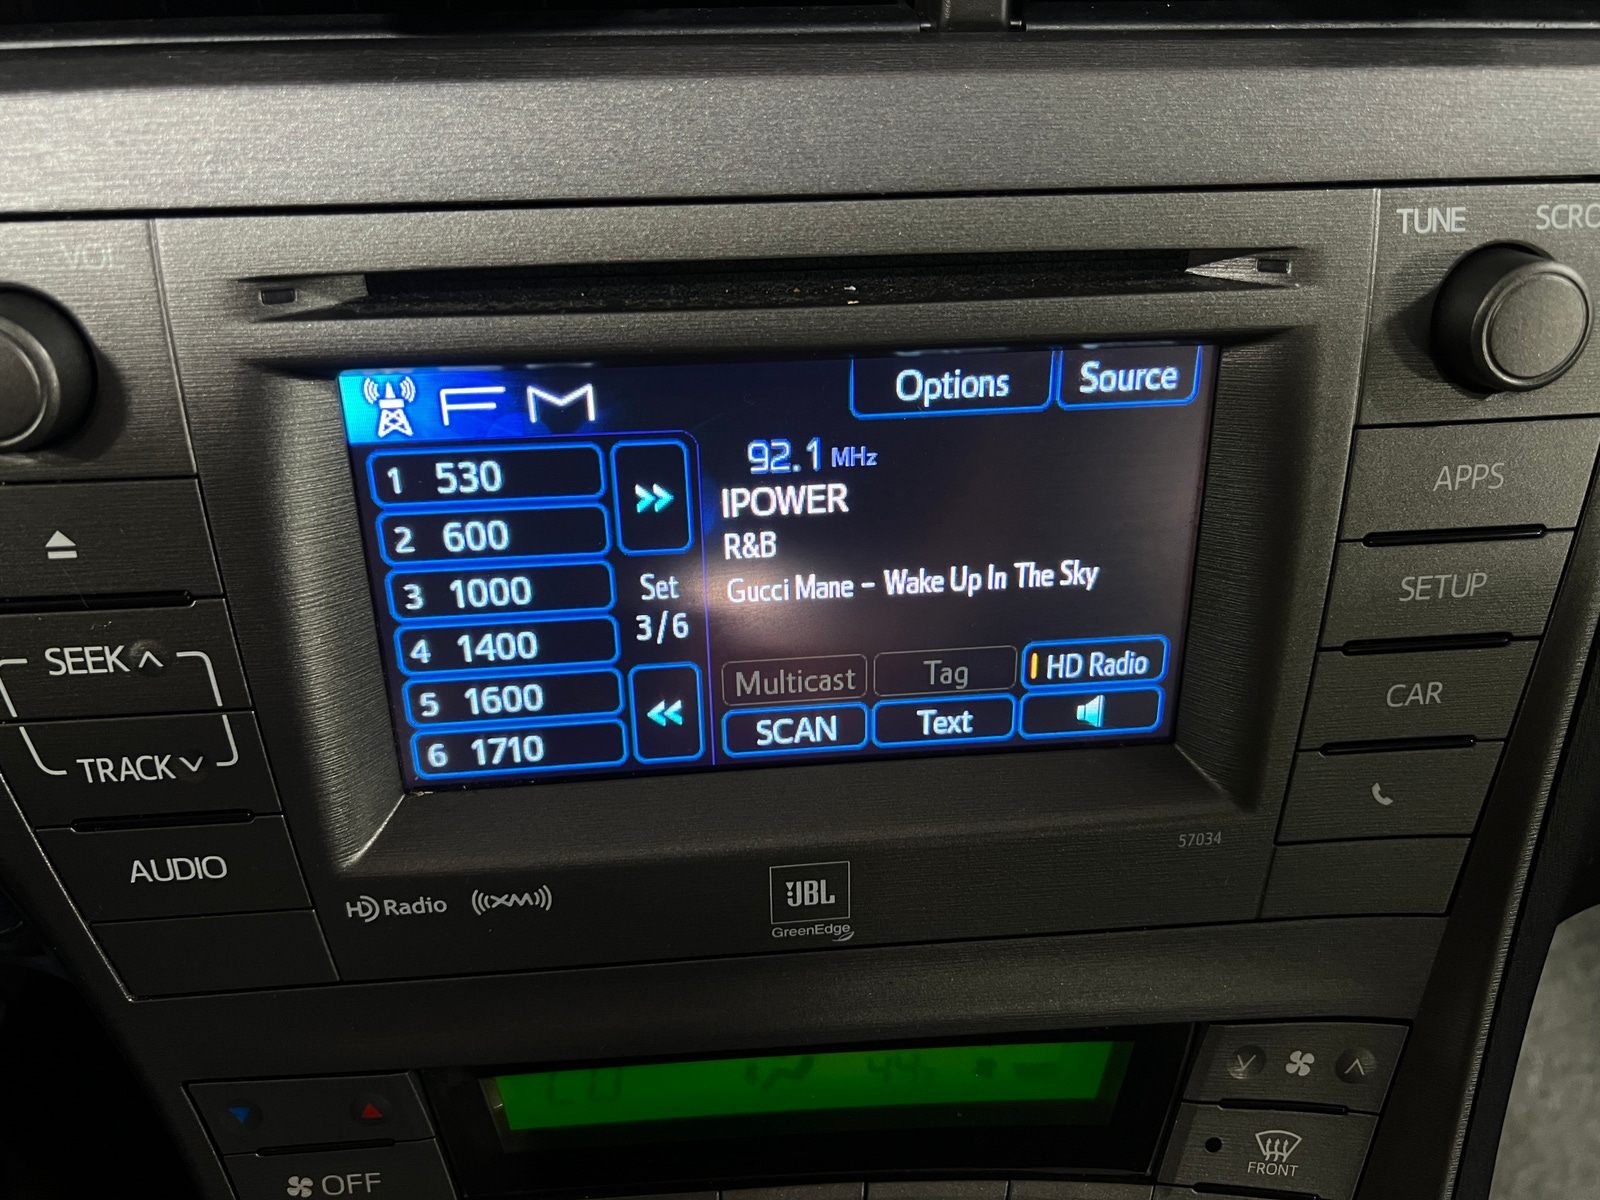 VOL
TUNE SCRO
FM
Options
Source
1 530
2 600
3 1000
4 1400
5 1600
6 1710
>>
Set
3/6
<<
92.1 MHz
IPOWER
R&B
Gucci Mane - Wake Up In The Sky
Multicast
Tag
HD Radio
SCAN
Text
SEEK
TRACK
AUDIO
APPS
SETUP
CAR
57034
HD Radio
((XM))
JBL
GreenEdge
OFF
FRONT